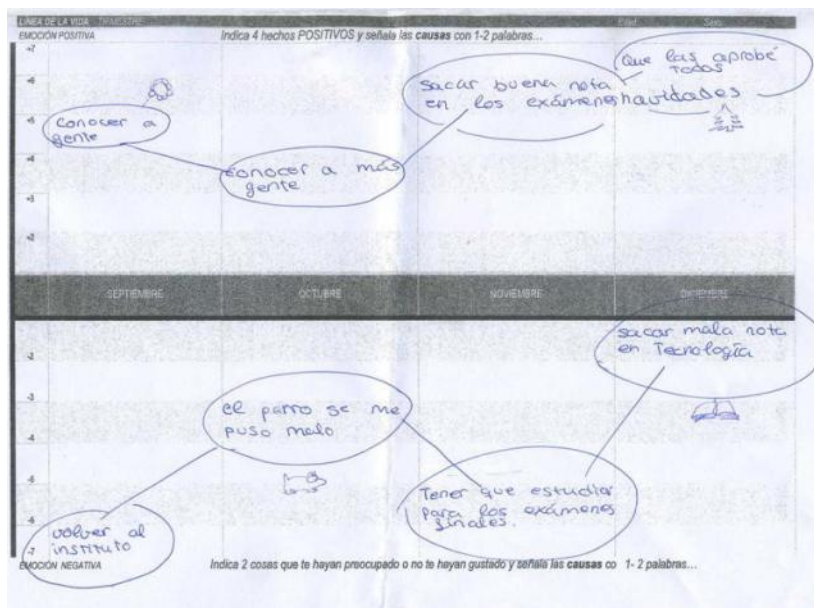 LÍNEA DE LA VIDA TRIMESTRE Edad Sexo
EMOCIÓN POSITIVA Indica 4 hechos POSITIVOS y señala las causas con 1-2 palabras…
+7
+6
+5
+4
+3
+2
Que las aprobé
todas
sacar buena nota
en los exámenes
navidades
conocer a
gente
conocer a más
gente
SEPTIEMBRE OCTUBRE NOVIEMBRE DICIEMBRE
-2
-3
-4
-5
-6
-7
sacar mala nota
en Tecnología
el perro se me
puso malo
Tener que estudiar
para los exámenes
finales.
volver al
instituto
EMOCIÓN NEGATIVA Indica 2 cosas que te hayan preocupado o no te hayan gustado y señala las causas co 1- 2 palabras…